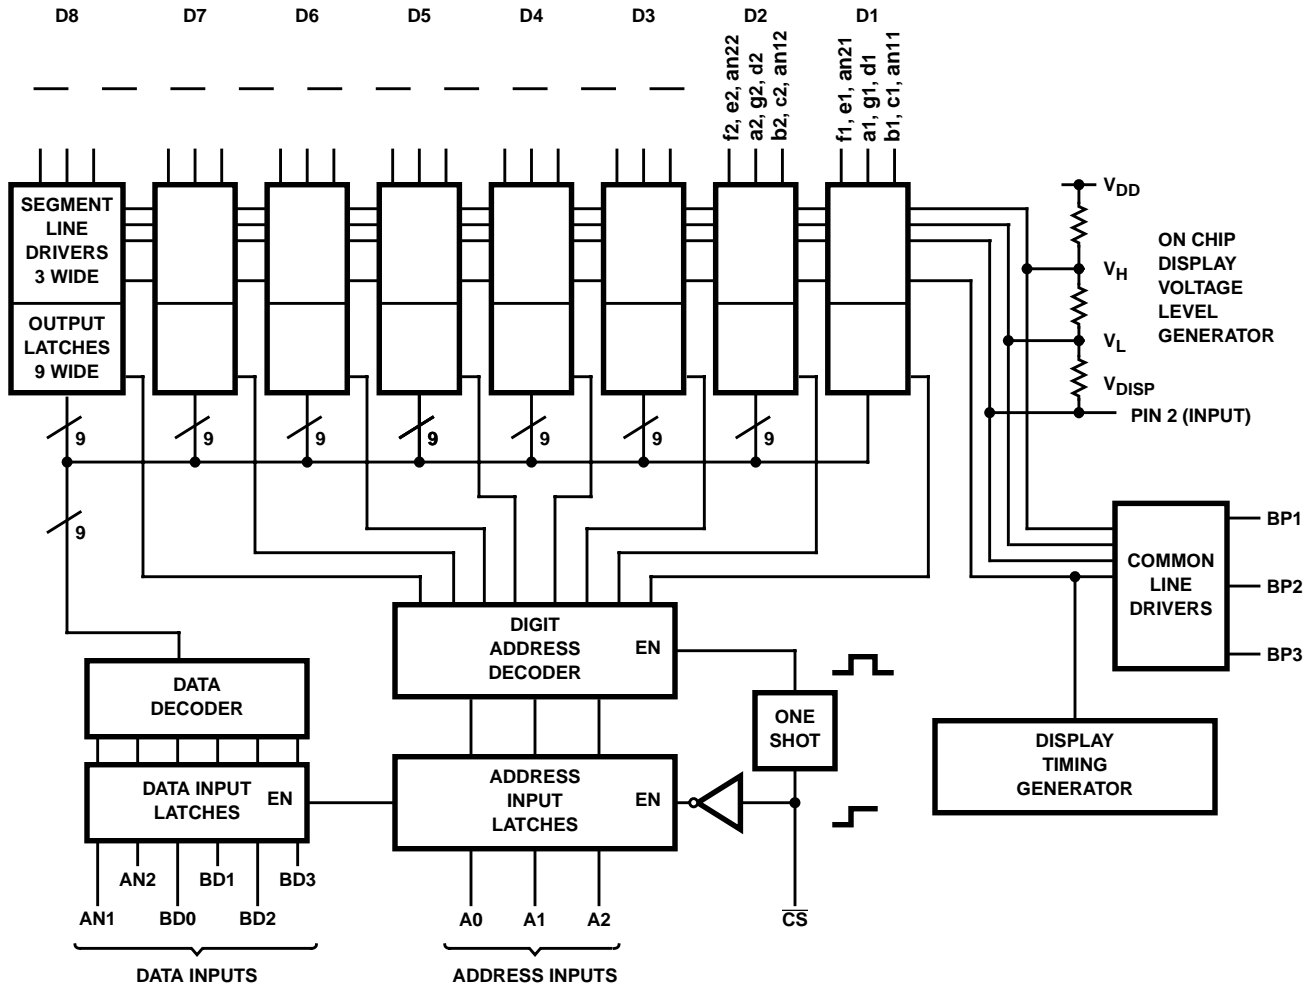 D8 D7 D6 D5 D4 D3 D2 D1
f2, e2, an22
a2, g2, d2
b2, c2, an12
f1, e1, an21
a1, g1, d1
b1, c1, an11
SEGMENT
LINE
DRIVERS
3 WIDE
OUTPUT
LATCHES
9 WIDE
VDD
VH
VL
VDISP
PIN 2 (INPUT)
ON CHIP
DISPLAY
VOLTAGE
LEVEL
GENERATOR
9 9 9 9 9 9 9
9
COMMON
LINE
DRIVERS
BP1
BP2
BP3
DIGIT
ADDRESS
DECODER
EN
DATA
DECODER
ONE
SHOT
DISPLAY
TIMING
GENERATOR
DATA INPUT
LATCHES
EN
ADDRESS
INPUT
LATCHES
EN
AN2 BD1 BD3
AN1 BD0 BD2
A0 A1 A2
C̅S̅
DATA INPUTS
ADDRESS INPUTS